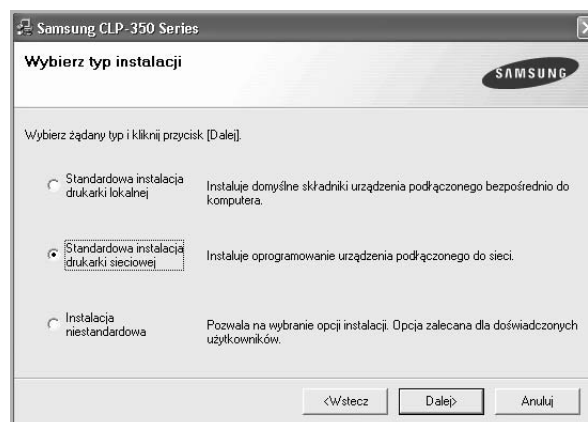 Samsung CLP-350 Series
Wybierz typ instalacji
SAMSUNG
Wybierz żądany typ i kliknij przycisk [Dalej].
Standardowa instalacja
drukarki lokalnej
Instaluje domyślne składniki urządzenia podłączonego bezpośrednio do
komputera.
Standardowa instalacja
drukarki sieciowej
Instaluje oprogramowanie urządzenia podłączonego do sieci.
Instalacja
niestandardowa
Pozwala na wybranie opcji instalacji. Opcja zalecana dla doświadczonych
użytkowników.
<Wstecz
Dalej>
Anuluj